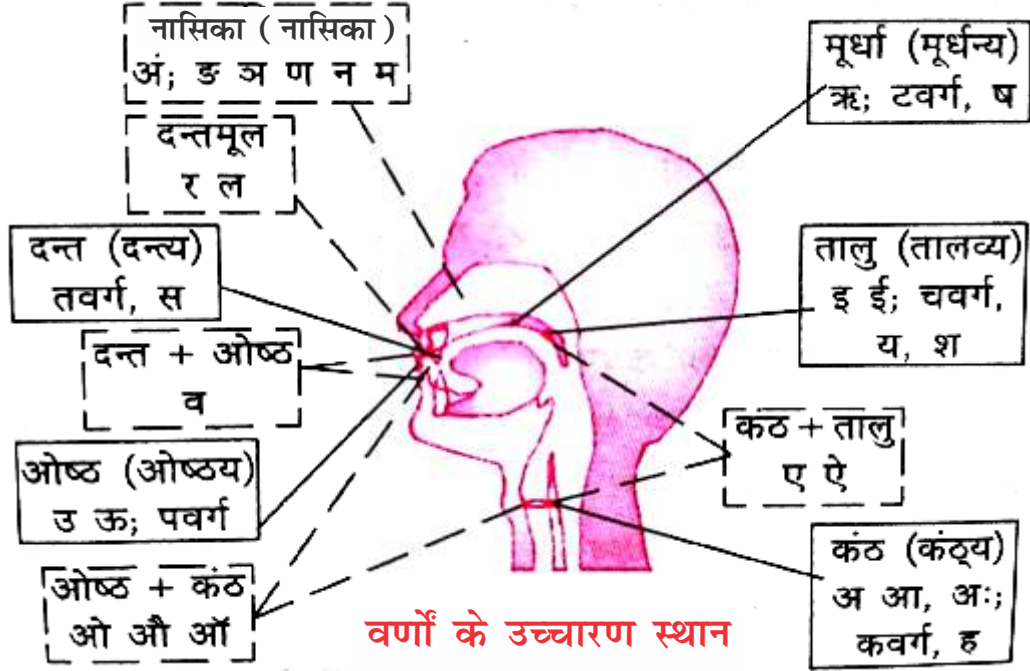 नासिका ( नासिका )
अं; ङ ञ ण न म
दन्तमूल
र ल
दन्त (दन्त्य)
तवर्ग, स
दन्त + ओष्ठ
व
ओष्ठ (ओष्ठय)
उ ऊ; पवर्ग
ओष्ठ + कंठ
ओ औ ऑ
मूर्धा (मूर्धन्य)
ऋ; टवर्ग, ष
तालु (तालव्य)
इ ई; चवर्ग,
य, श
कंठ + तालु
ए ऐ
कंठ (कंठ्य)
अ आ, अः;
कवर्ग, ह
वर्णों के उच्चारण स्थान